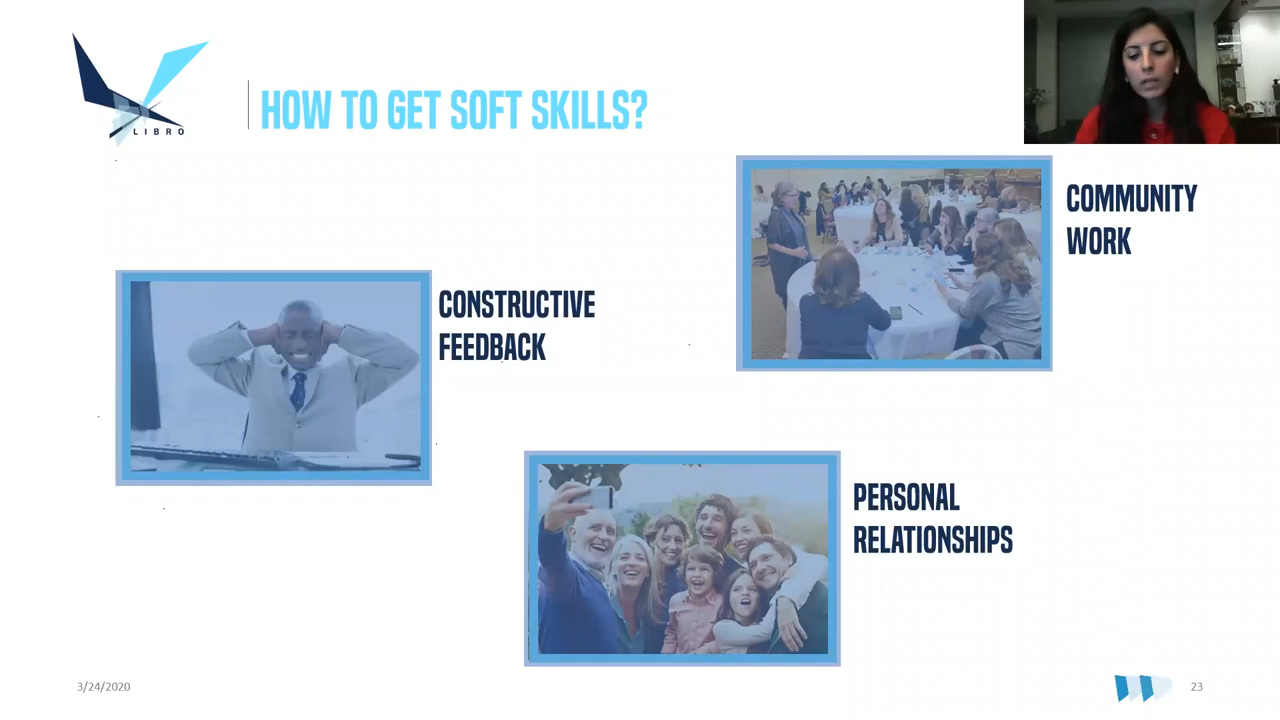 LIBRO
HOW TO GET SOFT SKILLS?
COMMUNITY
WORK
CONSTRUCTIVE
FEEDBACK
PERSONAL
RELATIONSHIPS
3/24/2020
23